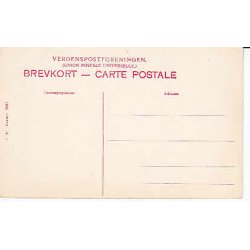 VERDENSPOSTFORENINGEN.
(UNION POSTALE UNIVERSELLE.)
BREVKORT — CARTE POSTALE
Correspondance
Adresse